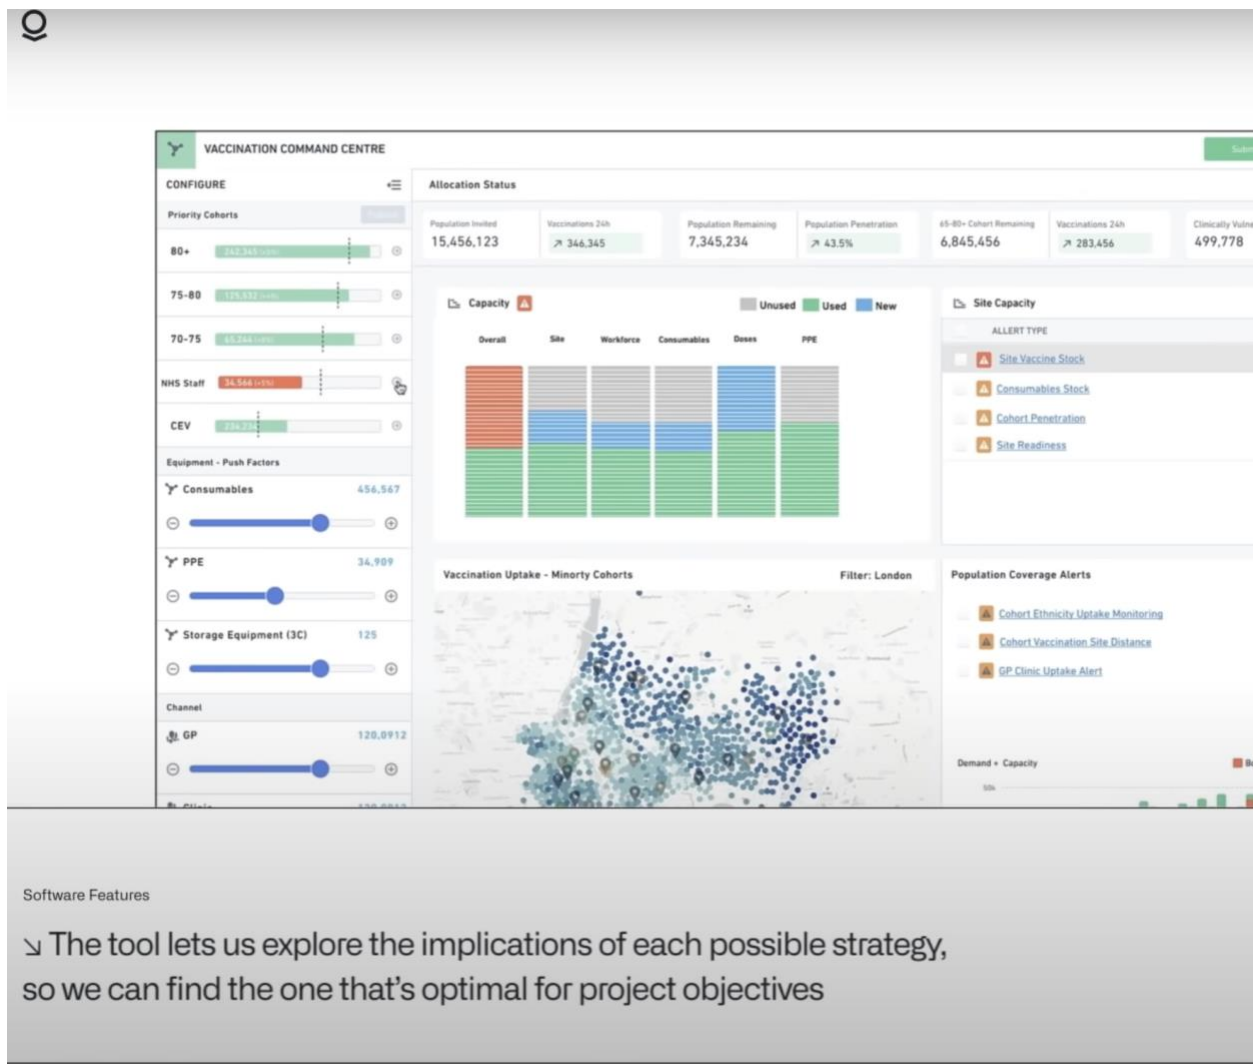 VACCINATION COMMAND CENTRE
CONFIGURE
Priority Cohorts
80+
75-80
70-75
NHS Staff 34,566 (+5%)
CEV
Equipment - Push Factors
Consumables 456,567
PPE 34,909
Storage Equipment (3C) 125
Channel
GP 120,0912
Allocation Status
Population Invited
15,456,123
Vaccinations 24h
↗ 346,345
Population Remaining
7,345,234
Population Penetration
↗ 43.5%
65-80+ Cohort Remaining
6,845,456
Vaccinations 24h
↗ 283,456
Clinically Vulne
499,778
Capacity
Unused Used New
Overall Site Workforce Consumables Doses PPE
Site Capacity
ALLERT TYPE
Site Vaccine Stock
Consumables Stock
Cohort Penetration
Site Readiness
Vaccination Uptake - Minorty Cohorts Filter: London
Population Coverage Alerts
Cohort Ethnicity Uptake Monitoring
Cohort Vaccination Site Distance
GP Clinic Uptake Alert
Demand + Capacity
50k
Software Features
↘ The tool lets us explore the implications of each possible strategy,
so we can find the one that's optimal for project objectives